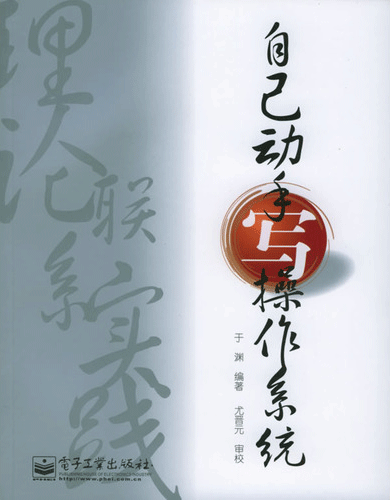 自己动手写操作系统
于渊 编著 尤晋元 审校
理论联系实践
电子工业出版社
PUBLISHING HOUSE OF ELECTRONICS INDUSTRY
http://www.phei.com.cn